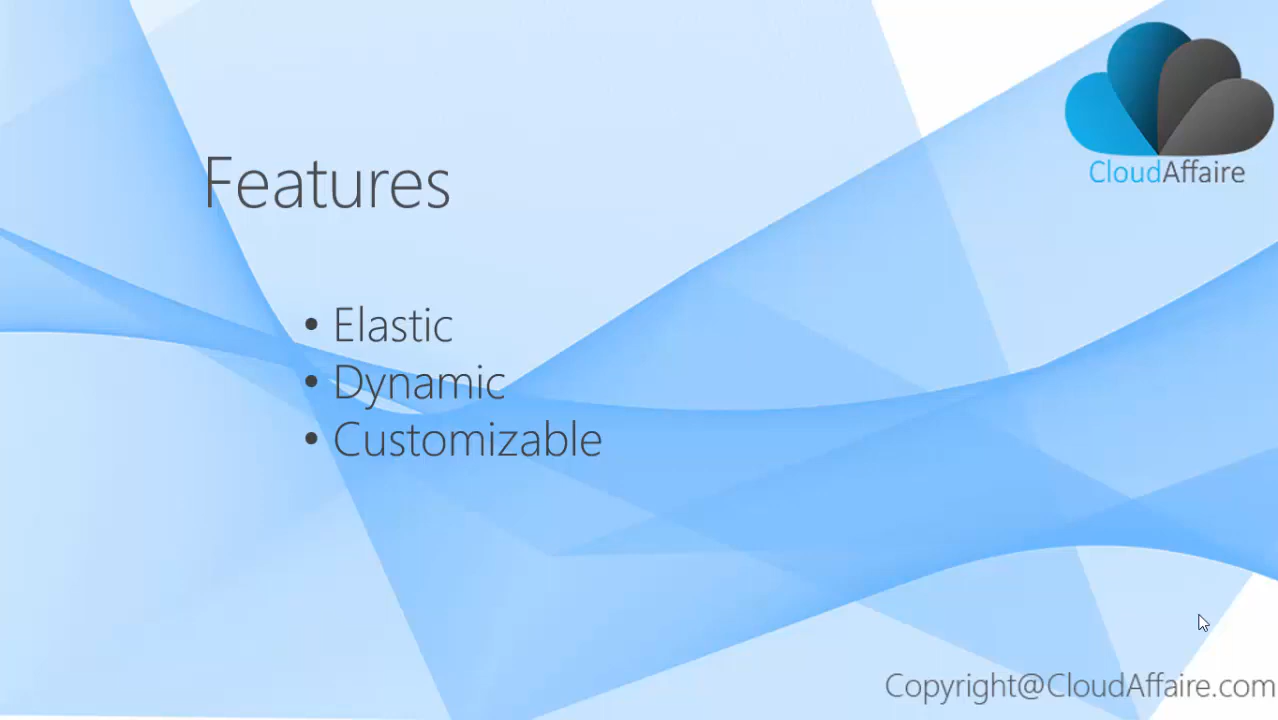 CloudAffaire
Features
• Elastic
• Dynamic
• Customizable
Copyright@CloudAffaire.com